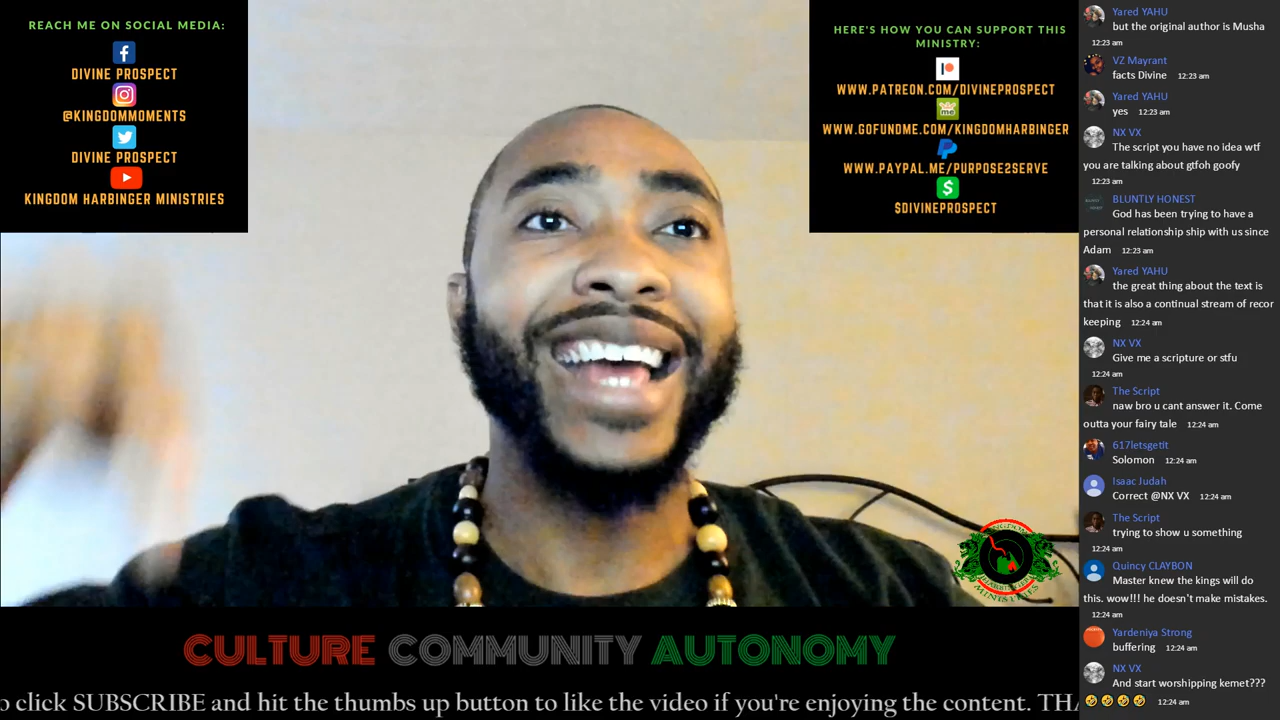 REACH ME ON SOCIAL MEDIA:
DIVINE PROSPECT
@KINGDOMMOMENTS
DIVINE PROSPECT
KINGDOM HARBINGER MINISTRIES
HERE'S HOW YOU CAN SUPPORT THIS
MINISTRY:
WWW.PATREON.COM/DIVINEPROSPECT
me
WWW.GOFUNDME.COM/KINGDOMHARBINGER
WWW.PAYPAL.ME/PURPOSE2SERVE
$
$DIVINEPROSPECT
Yared YAHU
but the original author is Musha
12:23 am
VZ Mayrant
facts Divine 12:23 am
Yared YAHU
yes 12:23 am
NX VX
The script you have no idea wtf
you are talking about gtfoh goofy
12:23 am
BLUNTLY HONEST
God has been trying to have a
personal relationship ship with us since
Adam 12:23 am
Yared YAHU
the great thing about the text is
that it is also a continual stream of recor
keeping 12:24 am
NX VX
Give me a scripture or stfu
12:24 am
The Script
naw bro u cant answer it. Come
outta your fairy tale 12:24 am
617letsgetit
Solomon 12:24 am
Isaac Judah
Correct @NX VX 12:24 am
The Script
trying to show u something
12:24 am
Quincy CLAYBON
Master knew the kings will do
this. wow!!! he doesn't make mistakes.
12:24 am
Yardeniya Strong
buffering 12:24 am
NX VX
And start worshipping kemet???
🤣🤣🤣🤣 12:24 am
KINGDOM
HARBINGER
MINISTRIES
CULTURE COMMUNITY AUTONOMY
o click SUBSCRIBE and hit the thumbs up button to like the video if you're enjoying the content. THA